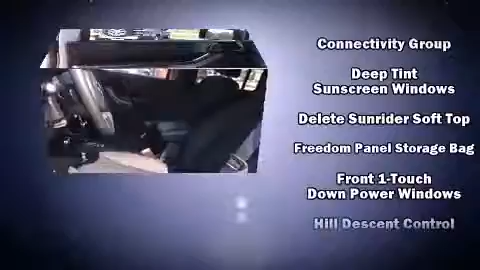 Connectivity Group
Deep Tint
Sunscreen Windows
Delete Sunrider Soft Top
Freedom Panel Storage Bag
Front 1-Touch
Down Power Windows
Hill Descent Control